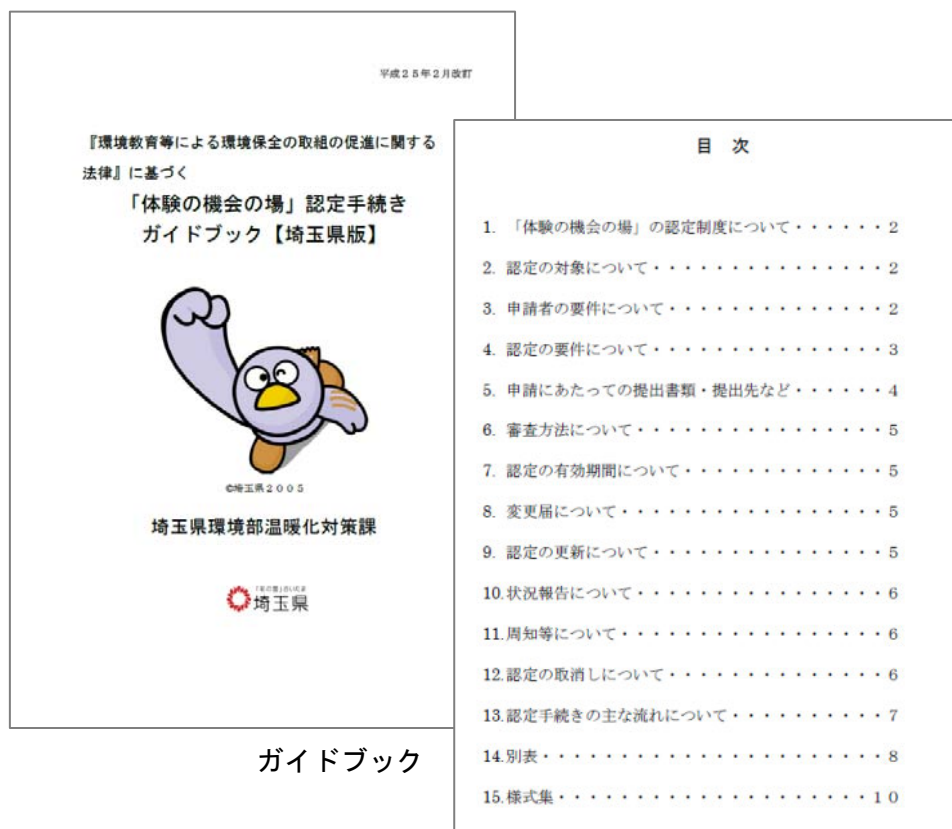 平成25年2月改訂
『環境教育等による環境保全の取組の促進に関する
法律』に基づく
「体験の機会の場」認定手続き
ガイドブック【埼玉県版】
©埼玉県2005
埼玉県環境部温暖化対策課
「彩の国」さいたま
埼玉県
ガイドブック
目 次
1. 「体験の機会の場」の認定制度について・・・・・・2
2. 認定の対象について・・・・・・・・・・・・・・・2
3. 申請者の要件について・・・・・・・・・・・・・・2
4. 認定の要件について・・・・・・・・・・・・・・・3
5. 申請にあたっての提出書類・提出先など・・・・・・4
6. 審査方法について・・・・・・・・・・・・・・・・5
7. 認定の有効期間について・・・・・・・・・・・・・5
8. 変更届について・・・・・・・・・・・・・・・・・5
9. 認定の更新について・・・・・・・・・・・・・・・5
10.状況報告について・・・・・・・・・・・・・・・・6
11.周知等について・・・・・・・・・・・・・・・・・6
12.認定の取消しについて・・・・・・・・・・・・・・6
13.認定手続きの主な流れについて・・・・・・・・・・7
14.別表・・・・・・・・・・・・・・・・・・・・・・8
15.様式集・・・・・・・・・・・・・・・・・・・・10